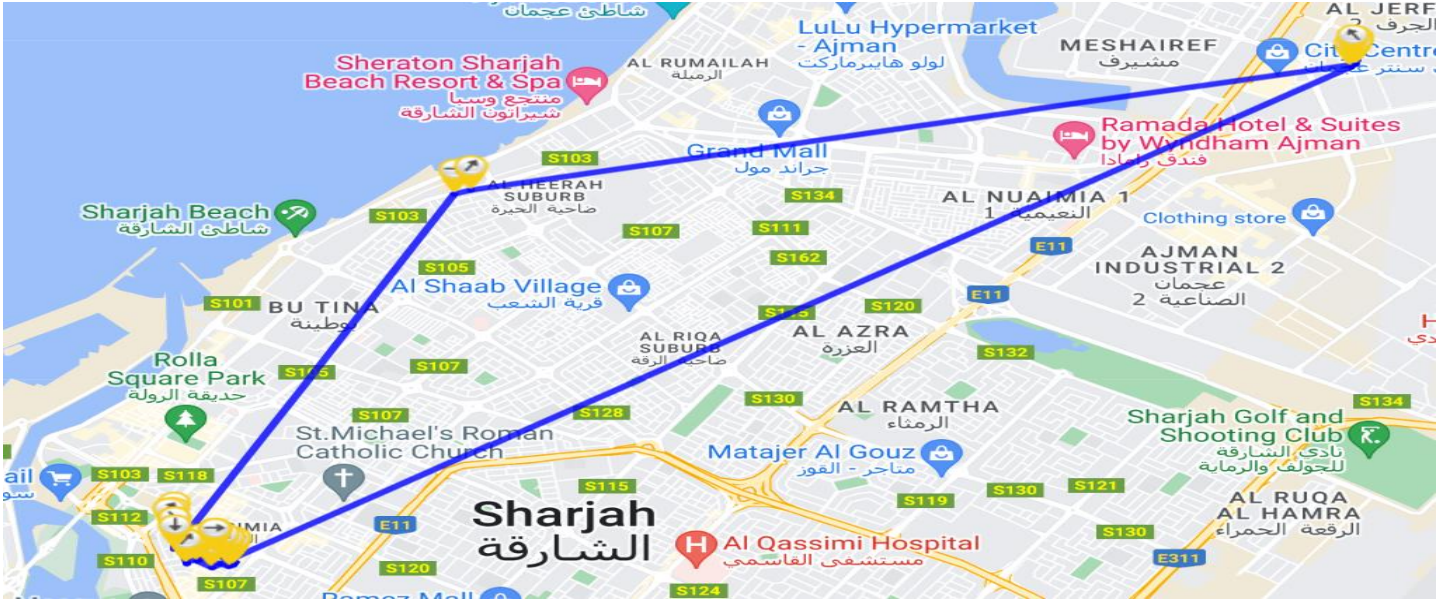 شاطئ عجمان
AL JERF
الجرف 2
LuLu Hypermarket
- Ajman
لولو هايبرماركت
MESHAIREF
مشيرف
City Centre
سيتي سنتر عجمان
Sheraton Sharjah
Beach Resort & Spa
منتجع وسبا
شيراتون الشارقة
AL RUMAILAH
الرميلة
Grand Mall
جراند مول
Ramada Hotel & Suites
by Wyndham Ajman
فندق رامادا
S103
AL HEERAH
SUBURB
ضاحية الحيرة
S134
AL NUAIMIA 1
النعيمية 1
Clothing store
Sharjah Beach
شاطئ الشارقة
S103
S107
S111
E11
S162
AJMAN
INDUSTRIAL 2
عجمان
الصناعية 2
S105
Al Shaab Village
قرية الشعب
S101
BU TINA
بوطينة
E11
S120
AL AZRA
العزرة
AL RIQA
SUBURB
ضاحية الرقة
S132
Rolla
Square Park
حديقة الرولة
S107
S130
S134
S107
S128
AL RAMTHA
الرمثاء
Sharjah Golf and
Shooting Club
نادي الشارقة
للجولف والرماية
St.Michael's Roman
Catholic Church
Matajer Al Gouz
متاجر - القوز
S103
S118
S115
S119
S130
S121
AL RUQA
AL HAMRA
الرقعة الحمراء
S112
E11
Sharjah
الشارقة
S130
Al Qassimi Hospital
مستشفى القاسمي
E311
S110
S107
S120
S124